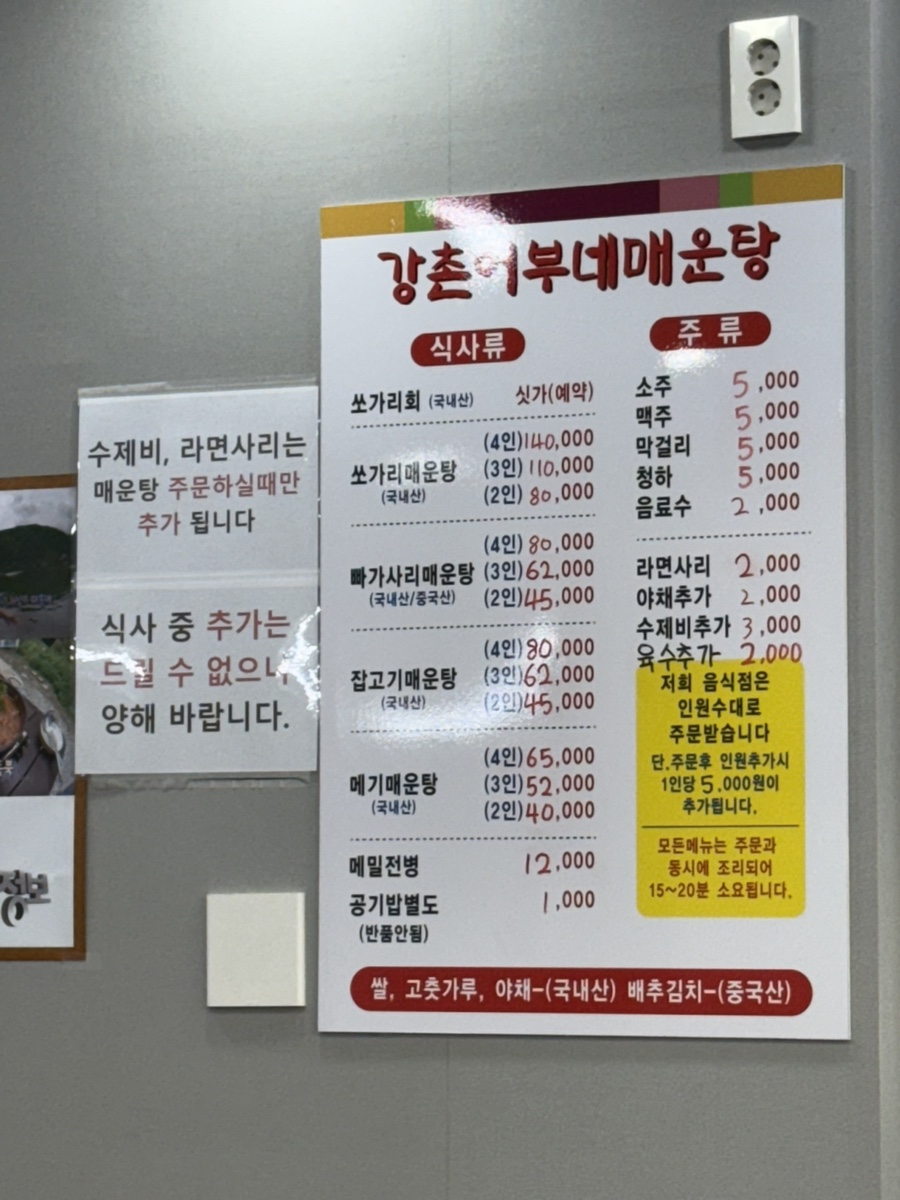 강촌어부네매운탕
식사류
쏘가리회 (국내산) 싯가(예약)
쏘가리매운탕 (국내산)
(4인) 140,000
(3인) 110,000
(2인) 80,000
빠가사리매운탕 (국내산/중국산)
(4인) 80,000
(3인) 62,000
(2인) 45,000
잡고기매운탕 (국내산)
(4인) 80,000
(3인) 62,000
(2인) 45,000
메기매운탕 (국내산)
(4인) 65,000
(3인) 52,000
(2인) 40,000
메밀전병 12,000
공기밥별도 1,000
(반품안됨)
주 류
소주 5,000
맥주 5,000
막걸리 5,000
청하 5,000
음료수 2,000
라면사리 2,000
야채추가 2,000
수제비추가 3,000
육수추가 2,000
저희 음식점은
인원수대로
주문받습니다
단.주문후 인원추가시
1인당 5,000원이
추가됩니다.
모든메뉴는 주문과
동시에 조리되어
15~20분 소요됩니다.
쌀, 고춧가루, 야채-(국내산) 배추김치-(중국산)
수제비, 라면사리는
매운탕 주문하실때만
추가 됩니다
식사 중 추가는
드릴 수 없으니
양해 바랍니다.
정보